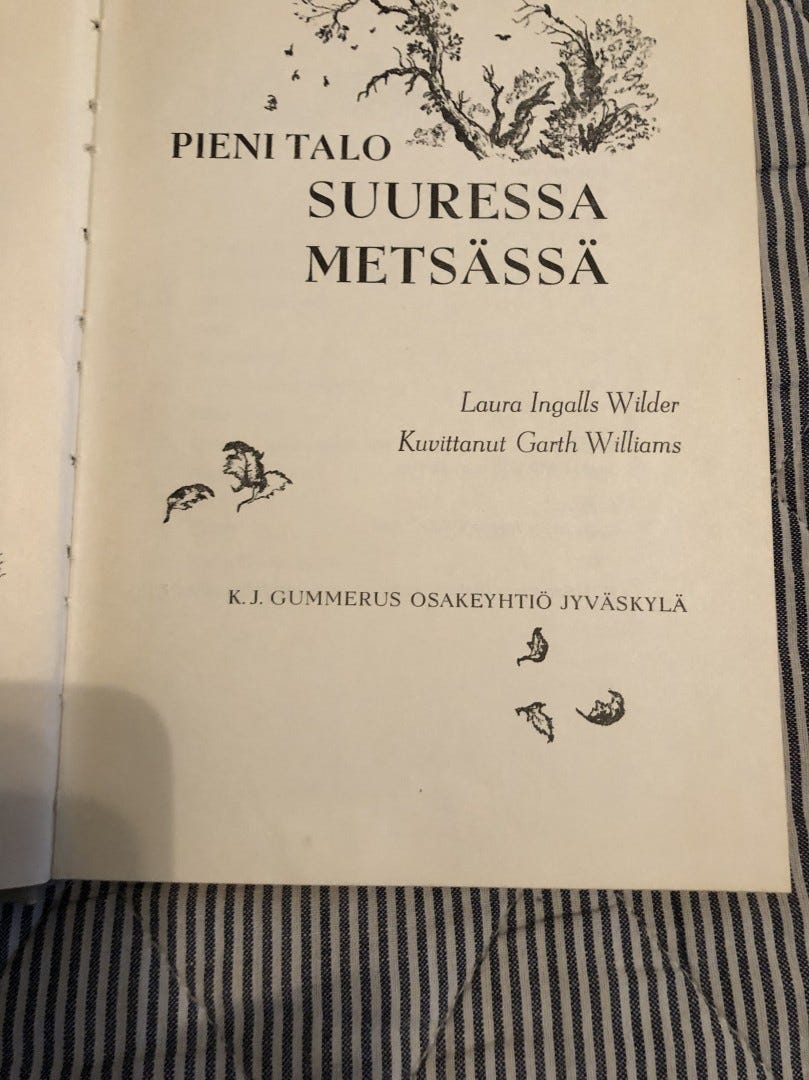 PIENI TALO
SUURESSA
METSÄSSÄ
Laura Ingalls Wilder
Kuvittanut Garth Williams
K. J. GUMMERUS OSAKEYHTIÖ JYVÄSKYLÄ